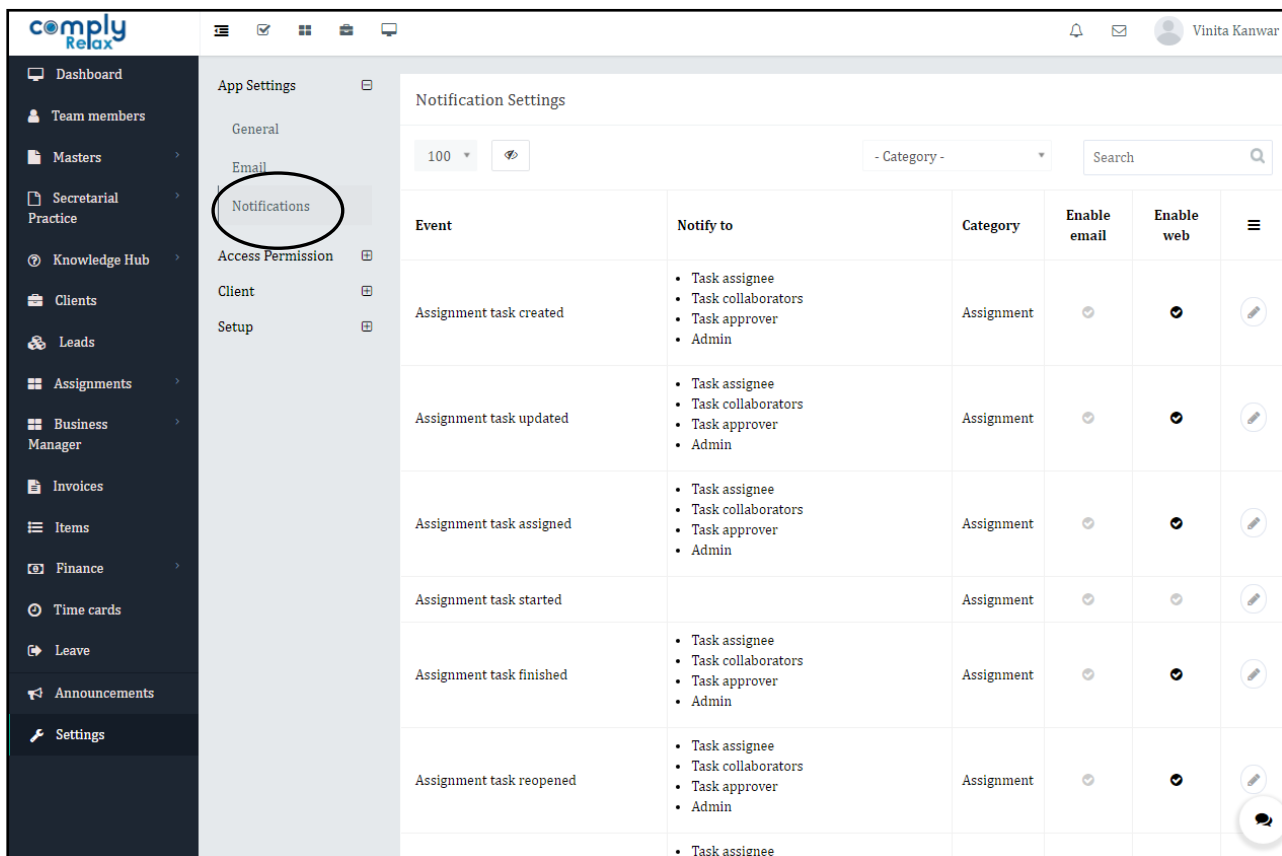 comply
Relax
Vinita Kanwar
Dashboard
Team members
Masters
Secretarial
Practice
Knowledge Hub
Clients
Leads
Assignments
Business
Manager
Invoices
Items
Finance
Time cards
Leave
Announcements
Settings
App Settings
General
Email
Notifications
Access Permission
Client
Setup
Notification Settings
100
- Category -
Search
Event Notify to Category Enable email Enable web
Assignment task created
• Task assignee
• Task collaborators
• Task approver
• Admin
Assignment
Assignment task updated
• Task assignee
• Task collaborators
• Task approver
• Admin
Assignment
Assignment task assigned
• Task assignee
• Task collaborators
• Task approver
• Admin
Assignment
Assignment task started Assignment
Assignment task finished
• Task assignee
• Task collaborators
• Task approver
• Admin
Assignment
Assignment task reopened
• Task assignee
• Task collaborators
• Task approver
• Admin
Assignment
• Task assignee